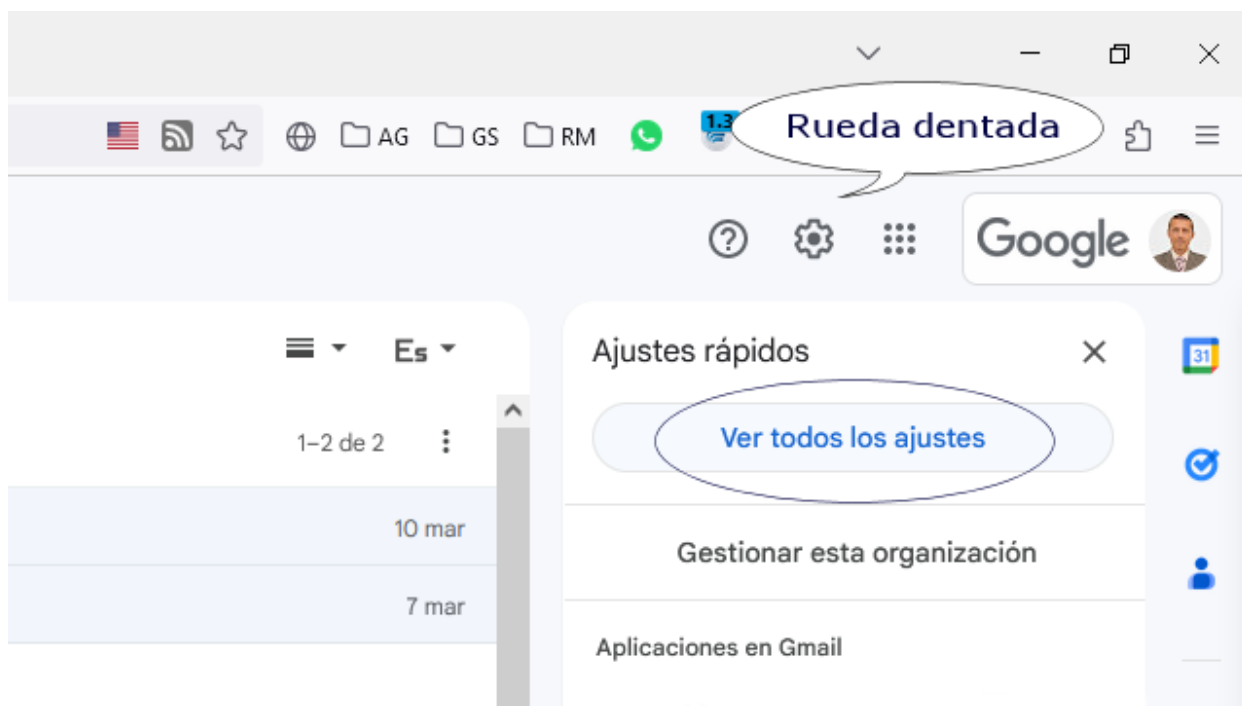 1.3
Rueda dentada
AG GS RM
Google
Es
Ajustes rápidos
31
Ver todos los ajustes
1–2 de 2
10 mar
Gestionar esta organización
7 mar
Aplicaciones en Gmail